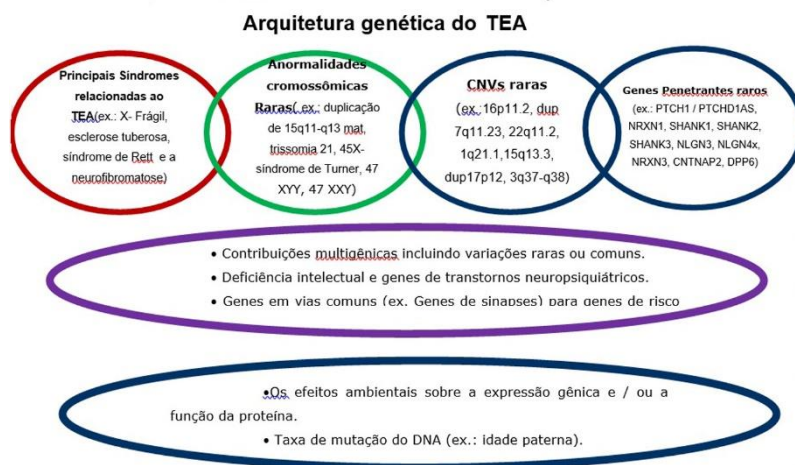 Arquitetura genética do TEA
Principais Síndromes
relacionadas ao
TEA(ex.: X- Frágil,
esclerose tuberosa,
síndrome de Rett e a
neurofibromatose)
Anormalidades
cromossômicas
Raras( ex.: duplicação
de 15q11-q13 mat,
trissomia 21, 45X-
síndrome de Turner, 47
XYY, 47 XXY)
CNVs raras
(ex.:16p11.2, dup
7q11.23, 22q11.2,
1q21.1,15q13.3,
dup17p12, 3q37-q38)
Genes Penetrantes raros
(ex.: PTCH1 / PTCHD1AS,
NRXN1, SHANK1, SHANK2,
SHANK3, NLGN3, NLGN4x,
NRXN3, CNTNAP2, DPP6)
• Contribuições multigênicas incluindo variações raras ou comuns.
• Deficiência intelectual e genes de transtornos neuropsiquiátricos.
• Genes em vias comuns (ex. Genes de sinapses) para genes de risco
•Os efeitos ambientais sobre a expressão gênica e / ou a
função da proteína.
• Taxa de mutação do DNA (ex.: idade paterna).